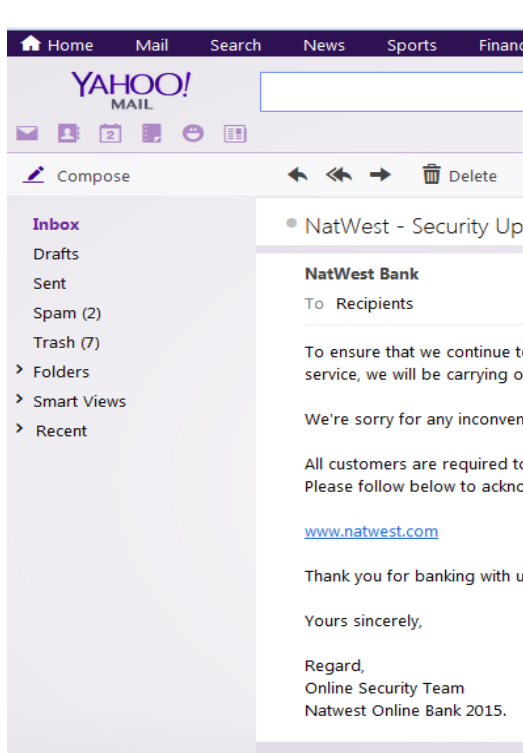 Home Mail Search News Sports Financ
YAHOO!
MAIL
2
Compose Delete
Inbox
Drafts
Sent
Spam (2)
Trash (7)
Folders
Smart Views
Recent
NatWest - Security Up
NatWest Bank
To Recipients
To ensure that we continue t
service, we will be carrying o
We're sorry for any inconven
All customers are required to
Please follow below to ackno
www.natwest.com
Thank you for banking with u
Yours sincerely,
Regard,
Online Security Team
Natwest Online Bank 2015.